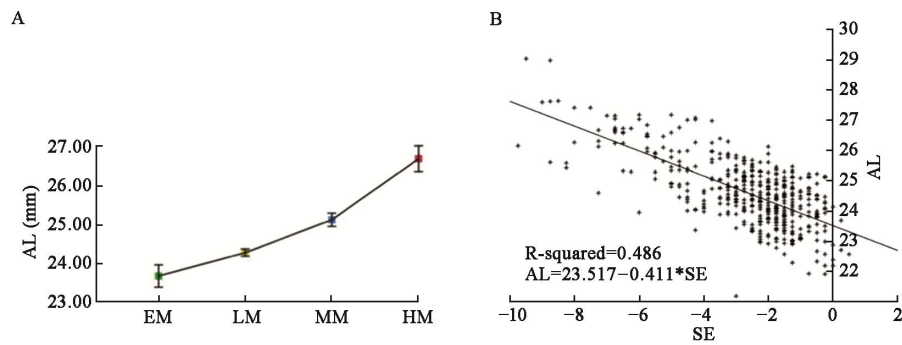 A
AL (mm)
27.00
26.00
25.00
24.00
23.00
EM LM MM HM
B
30
29
28
27
26
25
24
23
22
AL
R-squared=0.486
AL=23.517−0.411*SE
−10 −8 −6 −4 −2 0 2
SE